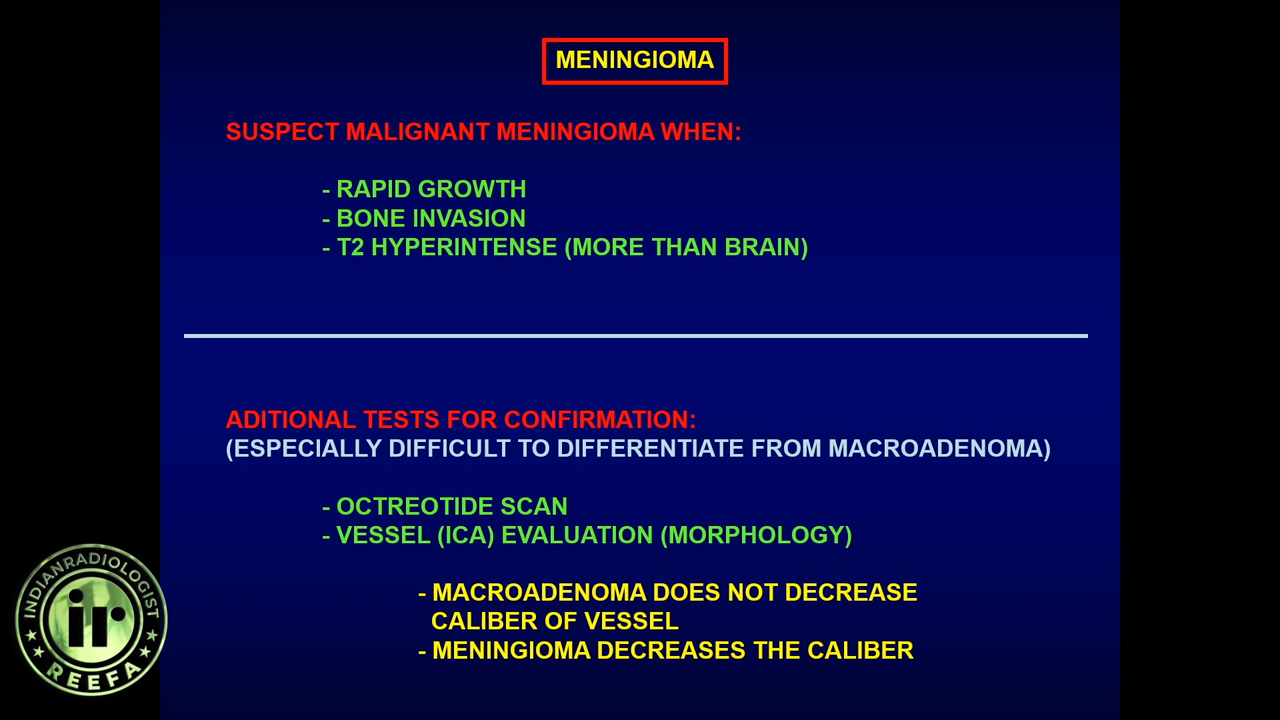 MENINGIOMA
SUSPECT MALIGNANT MENINGIOMA WHEN:
- RAPID GROWTH
- BONE INVASION
- T2 HYPERINTENSE (MORE THAN BRAIN)
ADITIONAL TESTS FOR CONFIRMATION:
(ESPECIALLY DIFFICULT TO DIFFERENTIATE FROM MACROADENOMA)
- OCTREOTIDE SCAN
- VESSEL (ICA) EVALUATION (MORPHOLOGY)
- MACROADENOMA DOES NOT DECREASE
CALIBER OF VESSEL
- MENINGIOMA DECREASES THE CALIBER
INDIANRADIOLOGIST
ir
REEFA